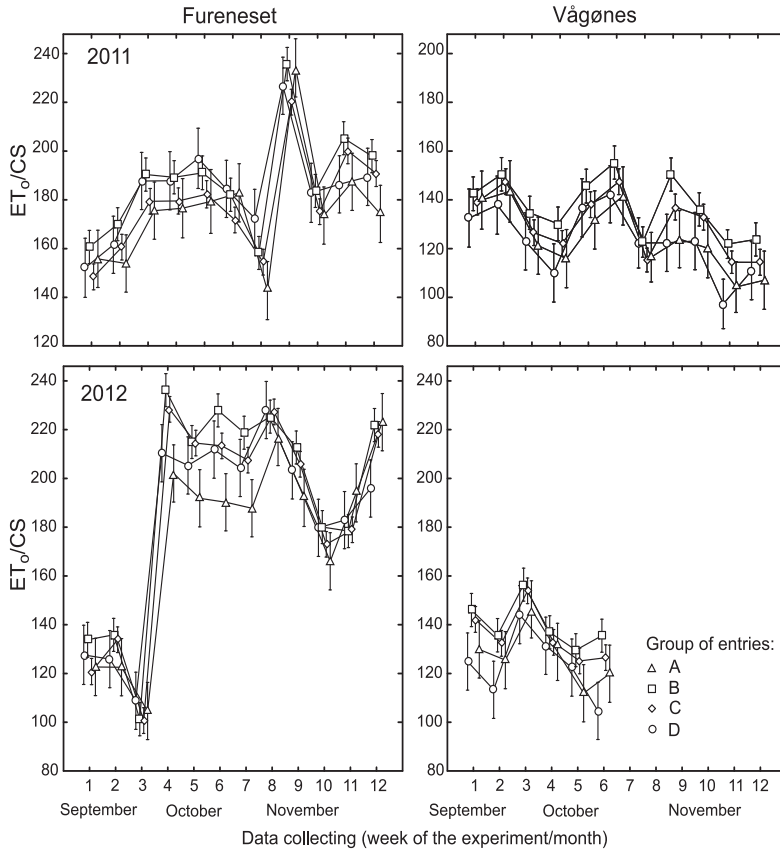 Fureneset
Vågønes
2011
ETo/CS
240
220
200
180
160
140
120
200
180
160
140
120
100
80
2012
ETo/CS
240
220
200
180
160
140
120
100
80
240
220
200
180
160
140
120
100
80
Group of entries:
A
B
C
D
1 2 3 4 5 6 7 8 9 10 11 12
September October November
1 2 3 4 5 6 7 8 9 10 11 12
September October November
Data collecting (week of the experiment/month)